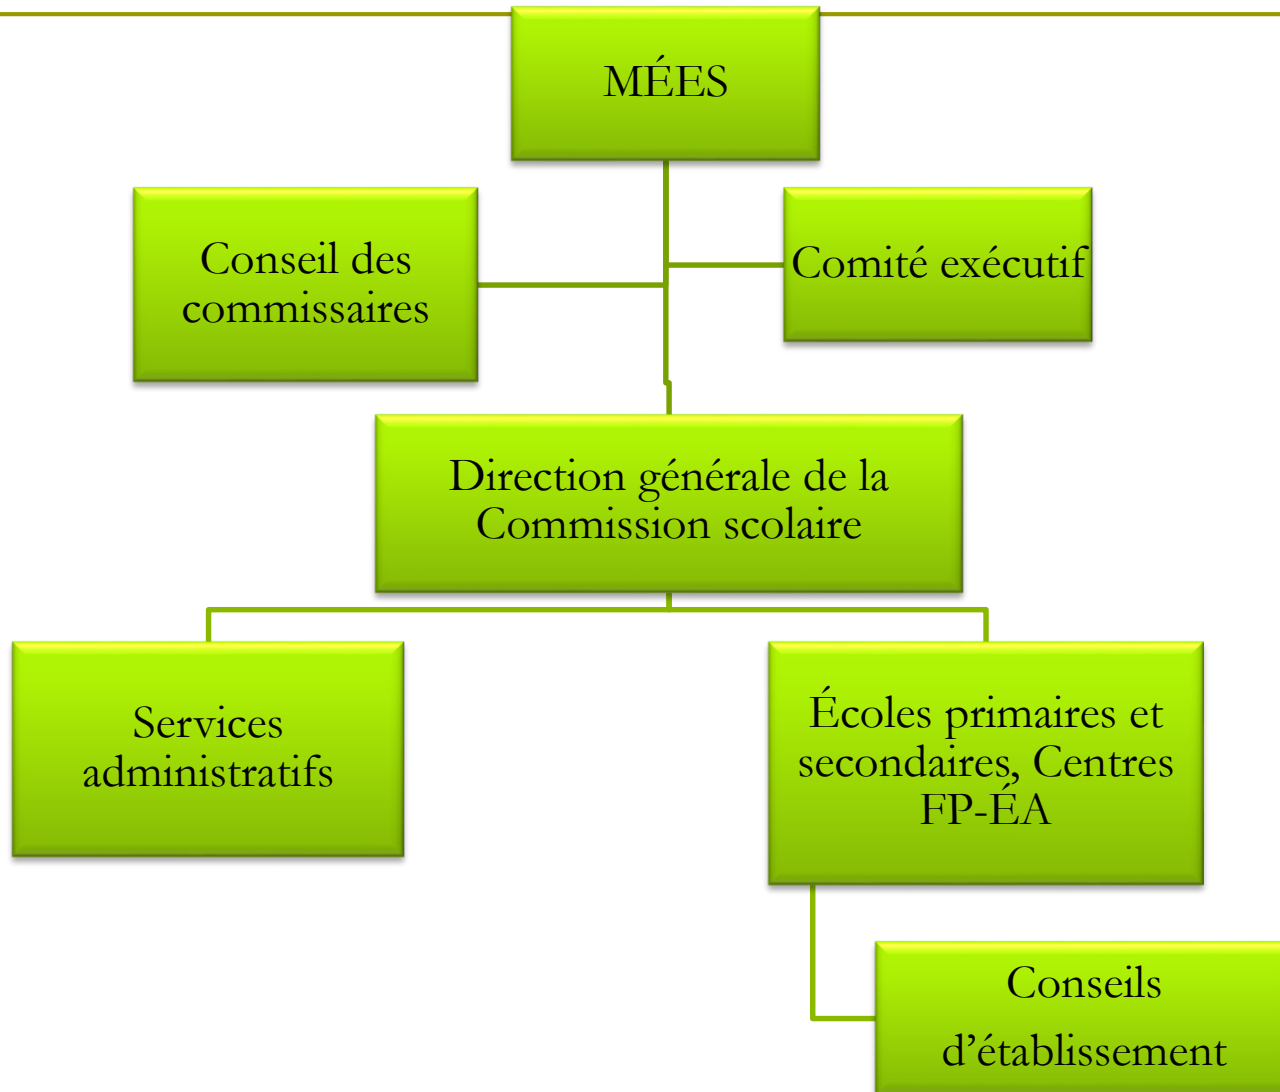 MÉES
Conseil des
commissaires
Comité exécutif
Direction générale de la
Commission scolaire
Services
administratifs
Écoles primaires et
secondaires, Centres
FP-ÉA
Conseils
d’établissement